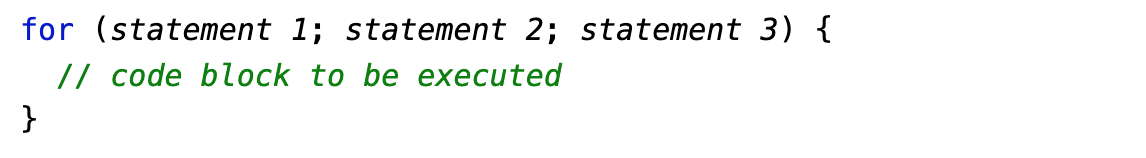 for (statement 1; statement 2; statement 3) {
  // code block to be executed
}